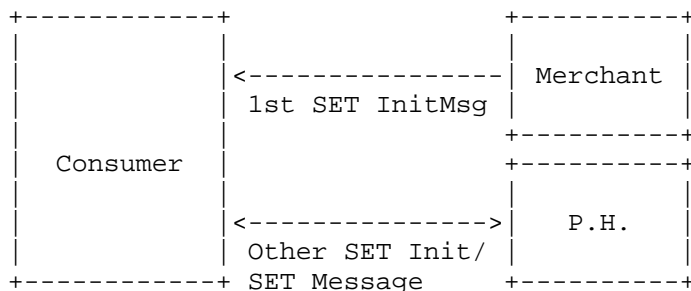 Merchant
1st SET InitMsg
Consumer
P.H.
Other SET Init/
SET Message